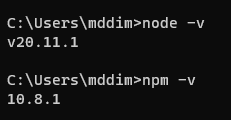 C:\Users\mddim>node -v
v20.11.1
C:\Users\mddim>npm -v
10.8.1